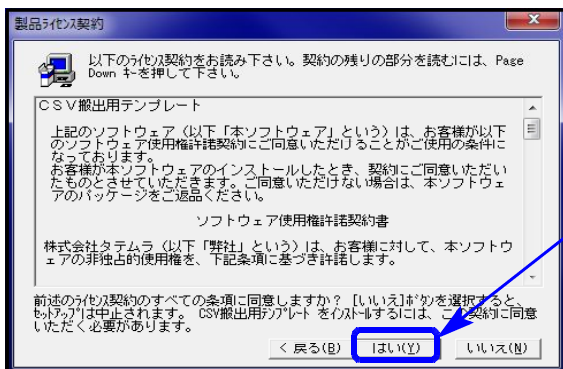 製品ﾗｲｾﾝｽ契約
以下のﾗｲｾﾝｽ契約をお読み下さい。契約の残りの部分を読むには、Page
Down ｷｰを押して下さい。
ＣＳＶ搬出用テンプレート
上記のソフトウェア（以下「本ソフトウェア」という）は、お客様が以下
のソフトウェア使用権許諾契約にご同意いただけることがご使用の条件に
なっております。
お客様が本ソフトウェアのインストールしたとき、契約にご同意いただい
たものとさせていただきます。ご同意いただけない場合は、本ソフトウェ
アのパッケージをご返品ください。
ソフトウェア使用権許諾契約書
株式会社タテムラ（以下「弊社」という）は、お客様に対して、本ソフトウ
ェアの非独占的使用権を、下記条項に基づき許諾します。
前述のﾗｲｾﾝｽ契約のすべての条項に同意しますか？ [いいえ]ﾎﾞﾀﾝを選択すると、
ｾｯﾄｱｯﾌﾟは中止されます。 CSV搬出用ﾃﾝﾌﾟﾚｰﾄ をｲﾝｽﾄｰﾙするには、この契約に同意
いただく必要があります。
< 戻る(B) はい(Y) いいえ(N)